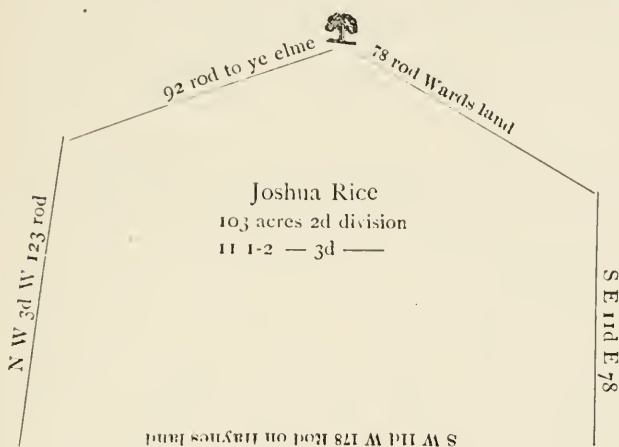 92 rod to ye elme
78 rod Wards land
Joshua Rice
103 acres 2d division
11 1-2 — 3d ——
N W 3d W 123 rod
S E 11d E 78
S W 11d W 178 Rod on Haynes land